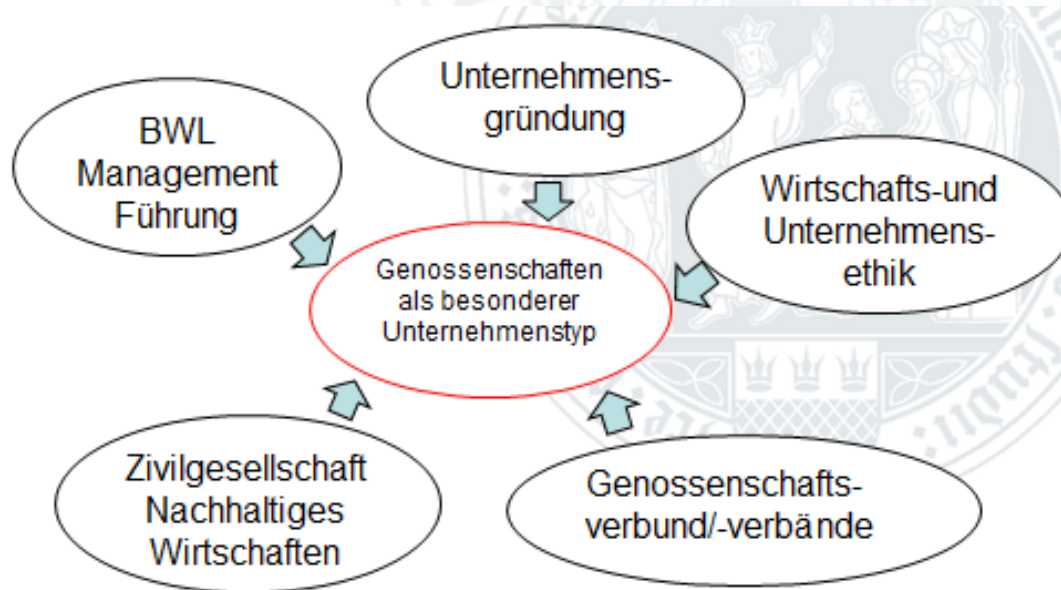 Unternehmens-
gründung
BWL
Management
Führung
Wirtschafts-und
Unternehmens-
ethik
Genossenschaften
als besonderer
Unternehmenstyp
Zivilgesellschaft
Nachhaltiges
Wirtschaften
Genossenschafts-
verbund/-verbände